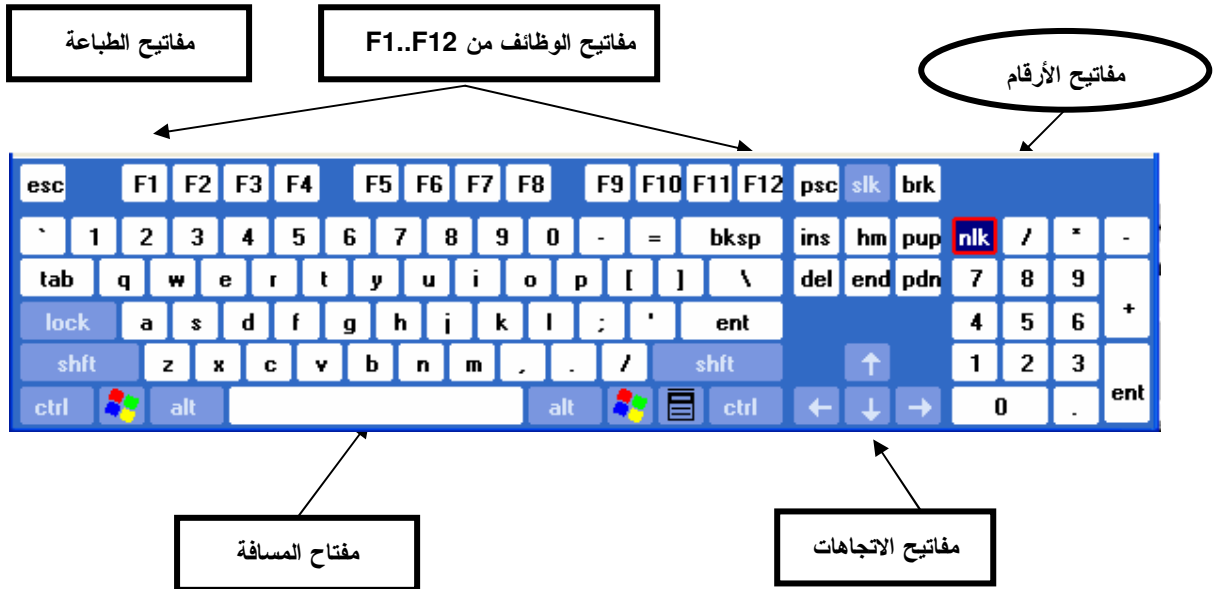 مفاتيح الطباعة
مفاتيح الوظائف من F1..F12
مفاتيح الأرقام
esc F1 F2 F3 F4 F5 F6 F7 F8 F9 F10 F11 F12 psc slk brk
` 1 2 3 4 5 6 7 8 9 0 - = bksp ins hm pup nlk / * -
tab q w e r t y u i o p [ ] \ del end pdn 7 8 9 +
lock a s d f g h j k l ; ' ent 4 5 6
shft z x c v b n m , . / shft ↑ 1 2 3 ent
ctrl alt alt ctrl ← ↓ → 0 .
مفتاح المسافة
مفاتيح الاتجاهات